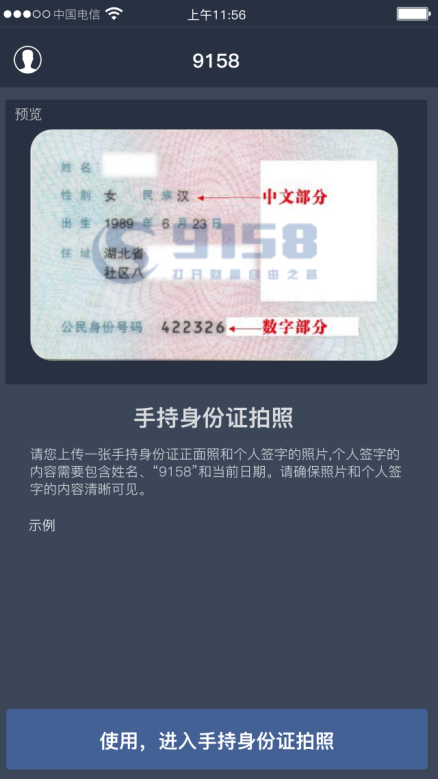 中国电信
上午11:56
9158
预览
姓名
性别 女 民族汉
中文部分
出生 1989 年 6 月 23 日
9158
住址 湖北省
打开财富自由之路
社区八
公民身份号码 422326
数字部分
手持身份证拍照
请您上传一张手持身份证正面照和个人签字的照片,个人签字的
内容需要包含姓名、“9158”和当前日期。请确保照片和个人签
字的内容清晰可见。
示例
使用，进入手持身份证拍照